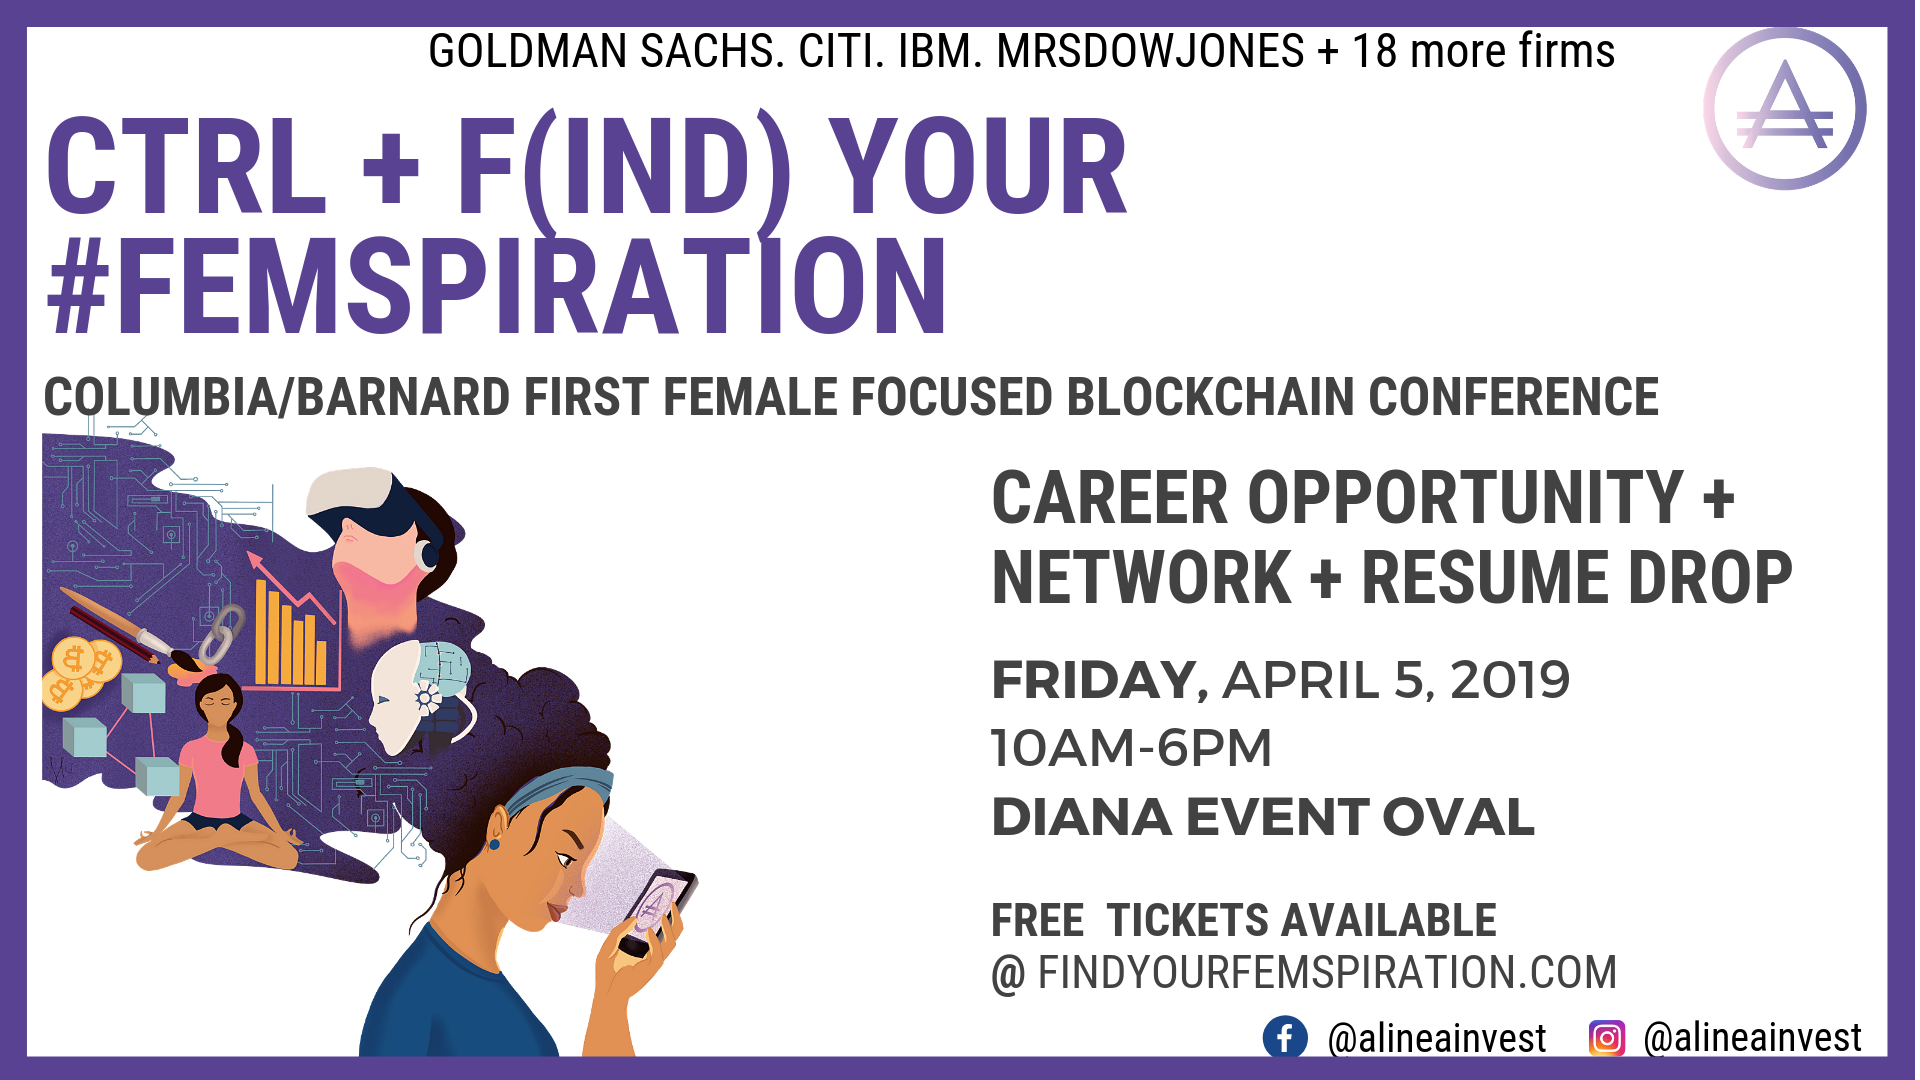 GOLDMAN SACHS. CITI. IBM. MRSDOWJONES + 18 more firms
CTRL + F(IND) YOUR
#FEMSPIRATION
COLUMBIA/BARNARD FIRST FEMALE FOCUSED BLOCKCHAIN CONFERENCE
CAREER OPPORTUNITY +
NETWORK + RESUME DROP
FRIDAY, APRIL 5, 2019
10AM-6PM
DIANA EVENT OVAL
FREE TICKETS AVAILABLE
@ FINDYOURFEMSPIRATION.COM
@alineainvest @alineainvest